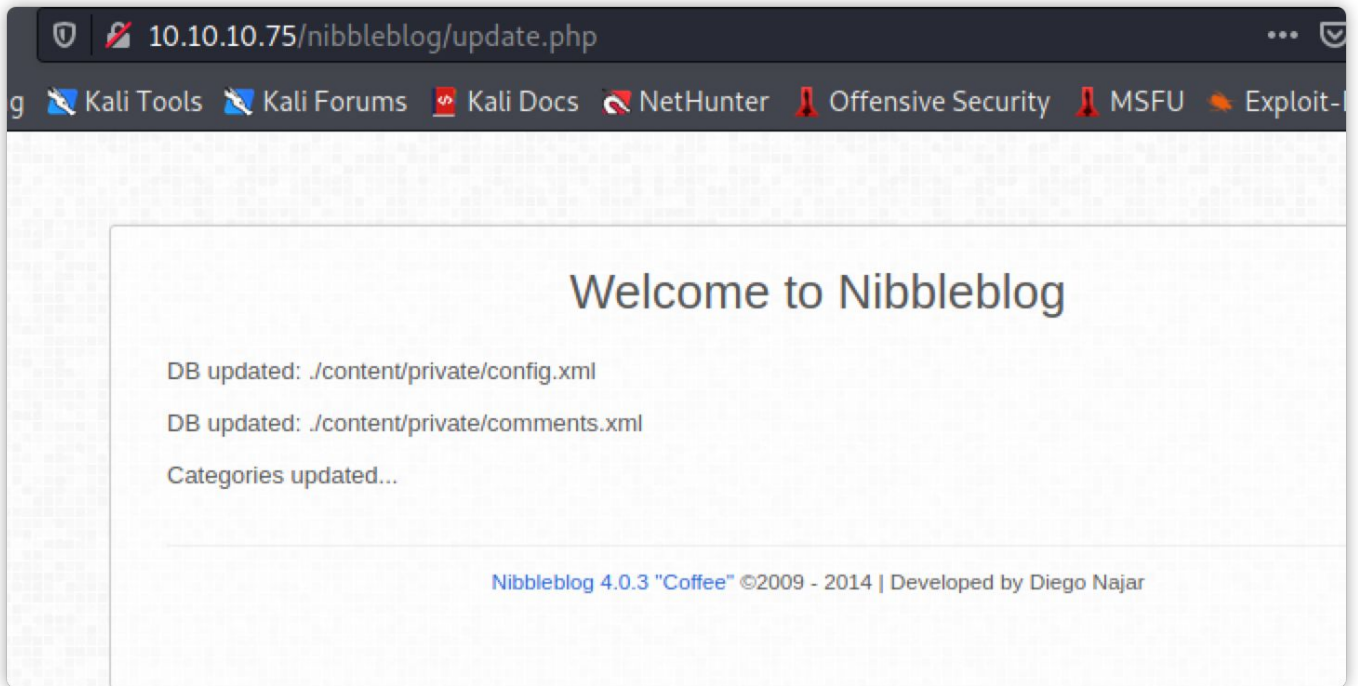 10.10.10.75/nibbleblog/update.php
g Kali Tools Kali Forums Kali Docs NetHunter Offensive Security MSFU Exploit-
Welcome to Nibbleblog
DB updated: ./content/private/config.xml
DB updated: ./content/private/comments.xml
Categories updated...
Nibbleblog 4.0.3 "Coffee" ©2009 - 2014 | Developed by Diego Najar